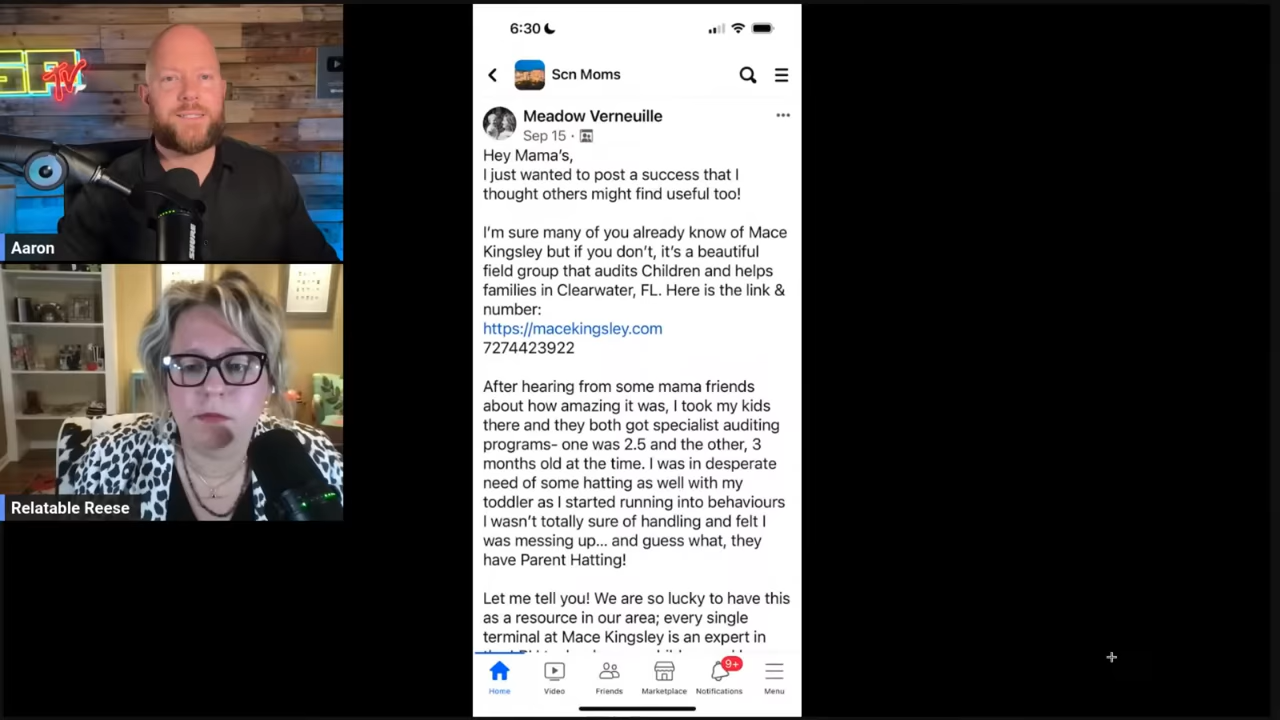 TV
Aaron
Relatable Reese
6:30
Scn Moms
Meadow Verneuille
Sep 15 ·
Hey Mama's,
I just wanted to post a success that I
thought others might find useful too!
I'm sure many of you already know of Mace
Kingsley but if you don't, it's a beautiful
field group that audits Children and helps
families in Clearwater, FL. Here is the link &
number:
https://macekingsley.com
7274423922
After hearing from some mama friends
about how amazing it was, I took my kids
there and they both got specialist auditing
programs- one was 2.5 and the other, 3
months old at the time. I was in desperate
need of some hatting as well with my
toddler as I started running into behaviours
I wasn't totally sure of handling and felt I
was messing up... and guess what, they
have Parent Hatting!
Let me tell you! We are so lucky to have this
as a resource in our area; every single
terminal at Mace Kingsley is an expert in
9+
Home
Video
Friends
Marketplace
Notifications
Menu